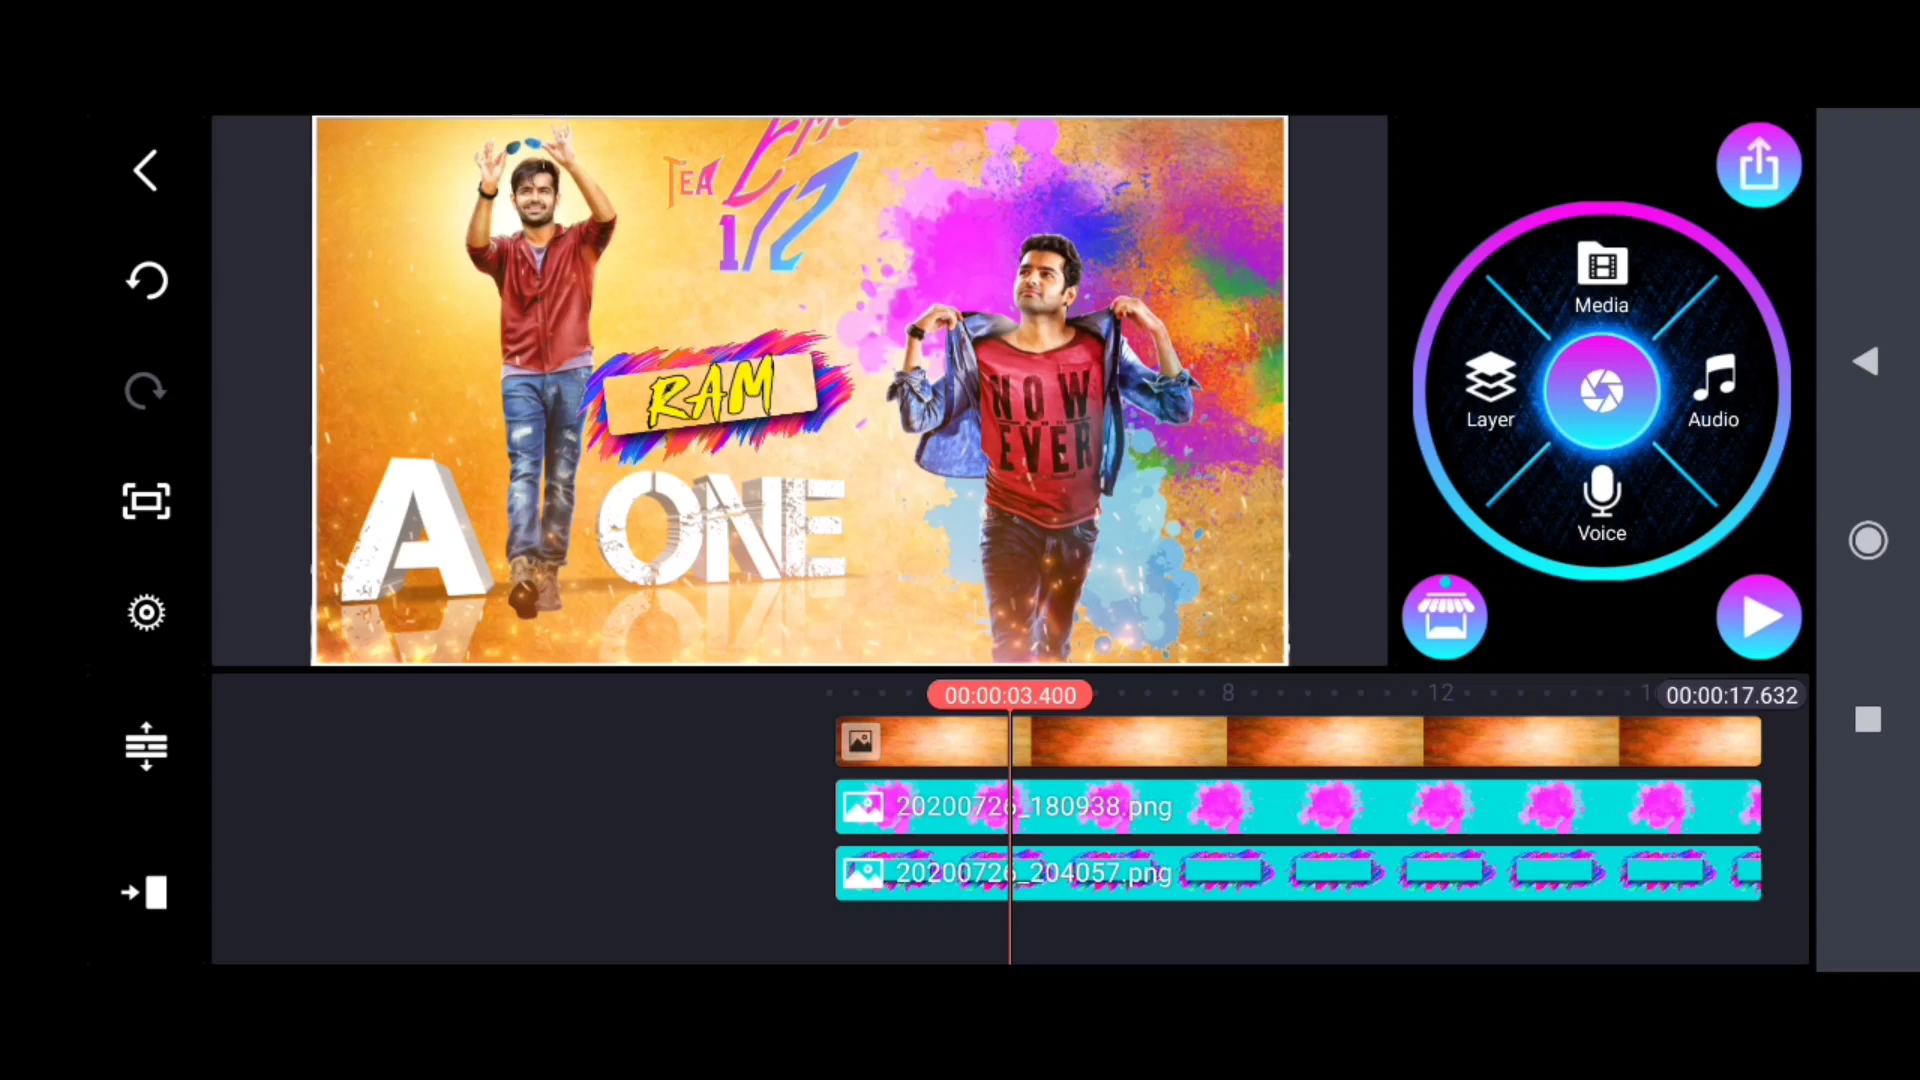 TEA
1/2
RAM
A ONE
NOW
EVER
Media
Layer
Audio
Voice
00:00:03.400
8
12
00:00:17.632
20200726_180938.png
20200726_204057.png